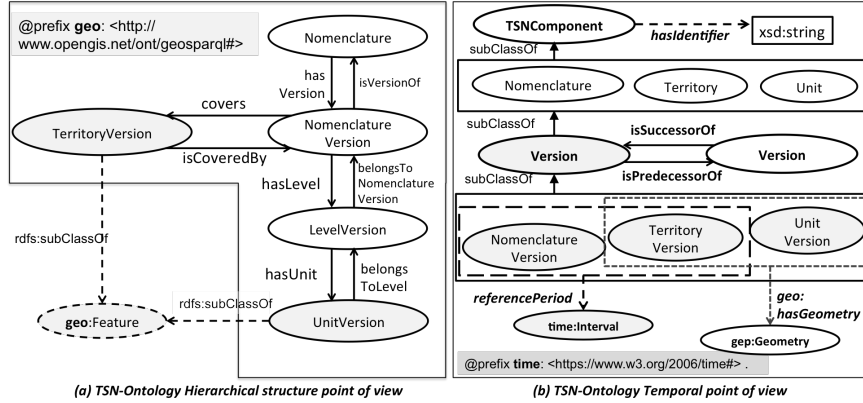 @prefix geo: <http://
www.opengis.net/ont/geosparql#>
Nomenclature
has
Version
isVersionOf
covers
TerritoryVersion
Nomenclature
Version
isCoveredBy
hasLevel
belongsTo
Nomenclature
Version
LevelVersion
rdfs:subClassOf
hasUnit
belongs
ToLevel
rdfs:subClassOf
geo:Feature
UnitVersion
(a) TSN-Ontology Hierarchical structure point of view
TSNComponent
hasIdentifier
xsd:string
subClassOf
Nomenclature
Territory
Unit
subClassOf
isSuccessorOf
Version
Version
isPredecessorOf
subClassOf
Nomenclature
Version
Territory
Version
Unit
Version
referencePeriod
geo:
hasGeometry
time:Interval
gep:Geometry
@prefix time: <https://www.w3.org/2006/time#> .
(b) TSN-Ontology Temporal point of view